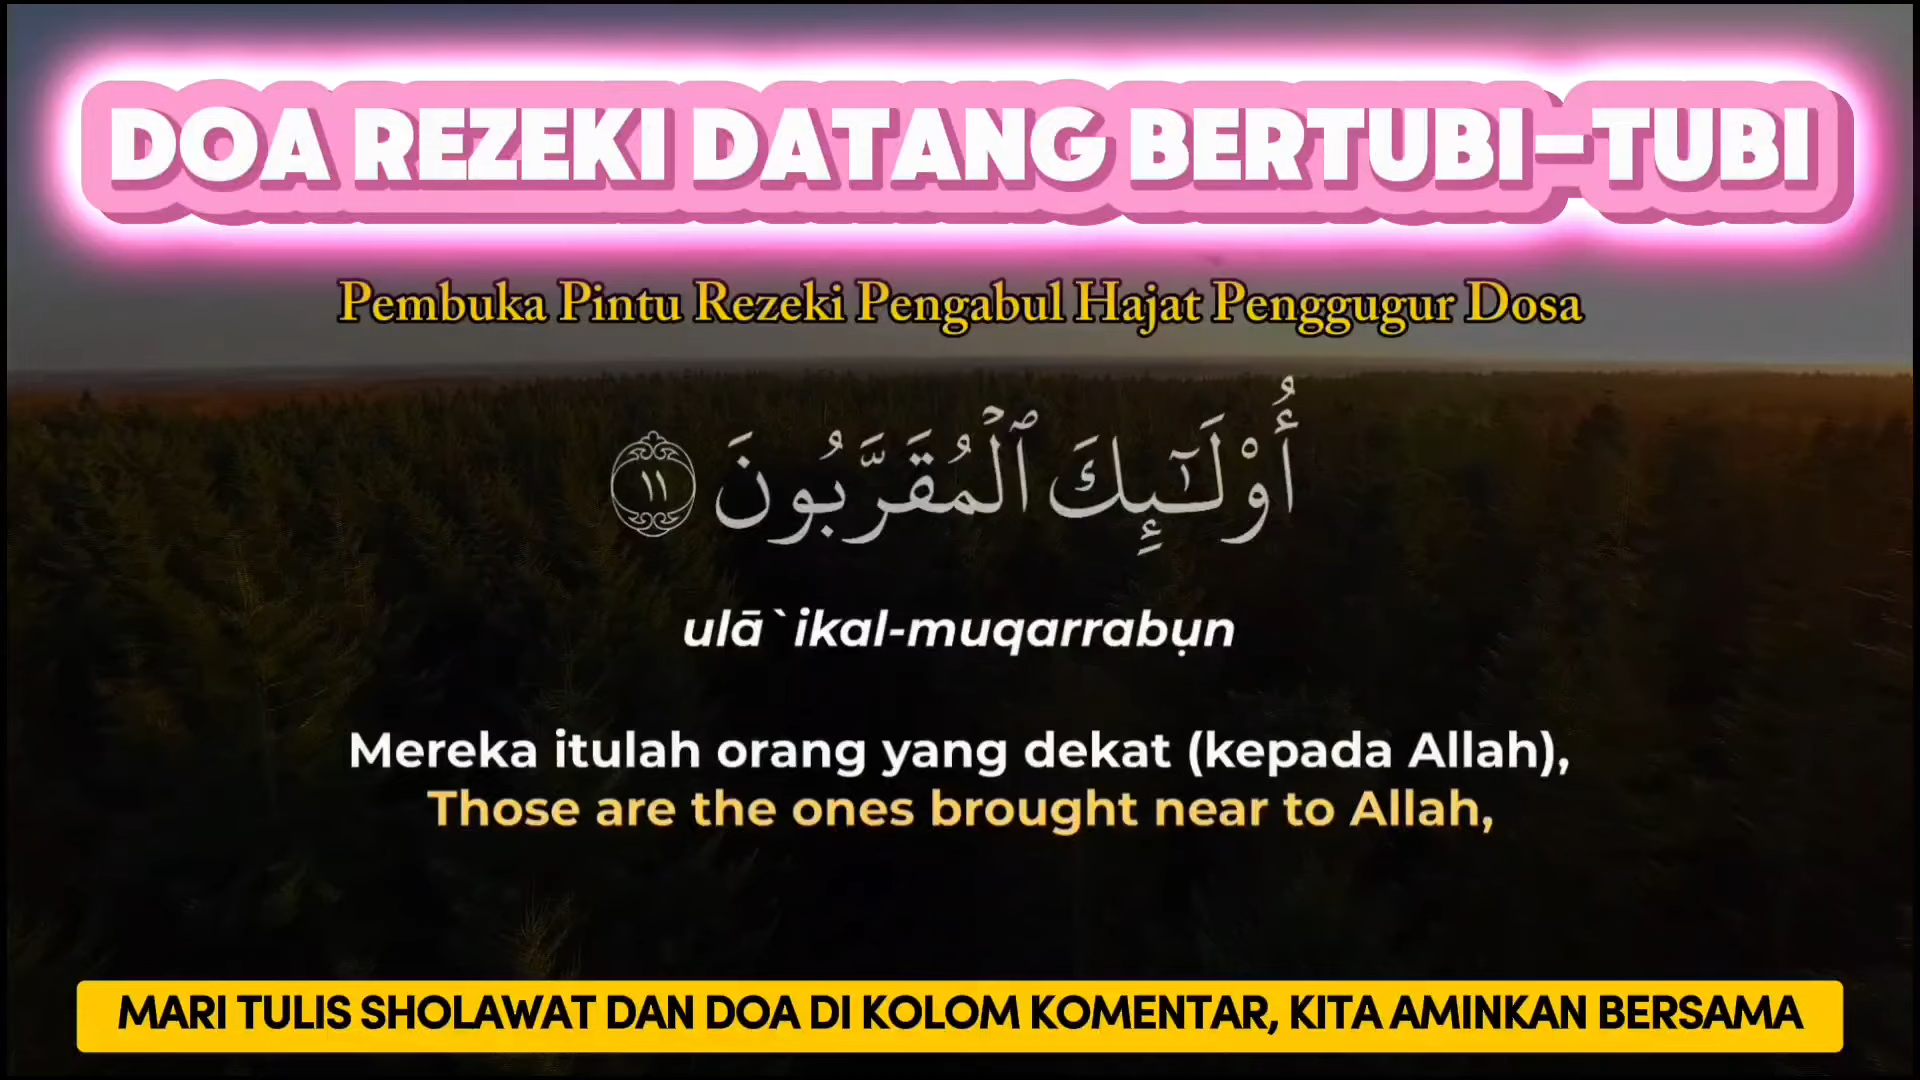 DOA REZEKI DATANG BERTUBI-TUBI
Pembuka Pintu Rezeki Pengabul Hajat Penggugur Dosa
أُو۟لَـٰٓئِكَ ٱلْمُقَرَّبُونَ ١١
ulā`ikal-muqarrabụn
Mereka itulah orang yang dekat (kepada Allah),
Those are the ones brought near to Allah,
MARI TULIS SHOLAWAT DAN DOA DI KOLOM KOMENTAR, KITA AMINKAN BERSAMA